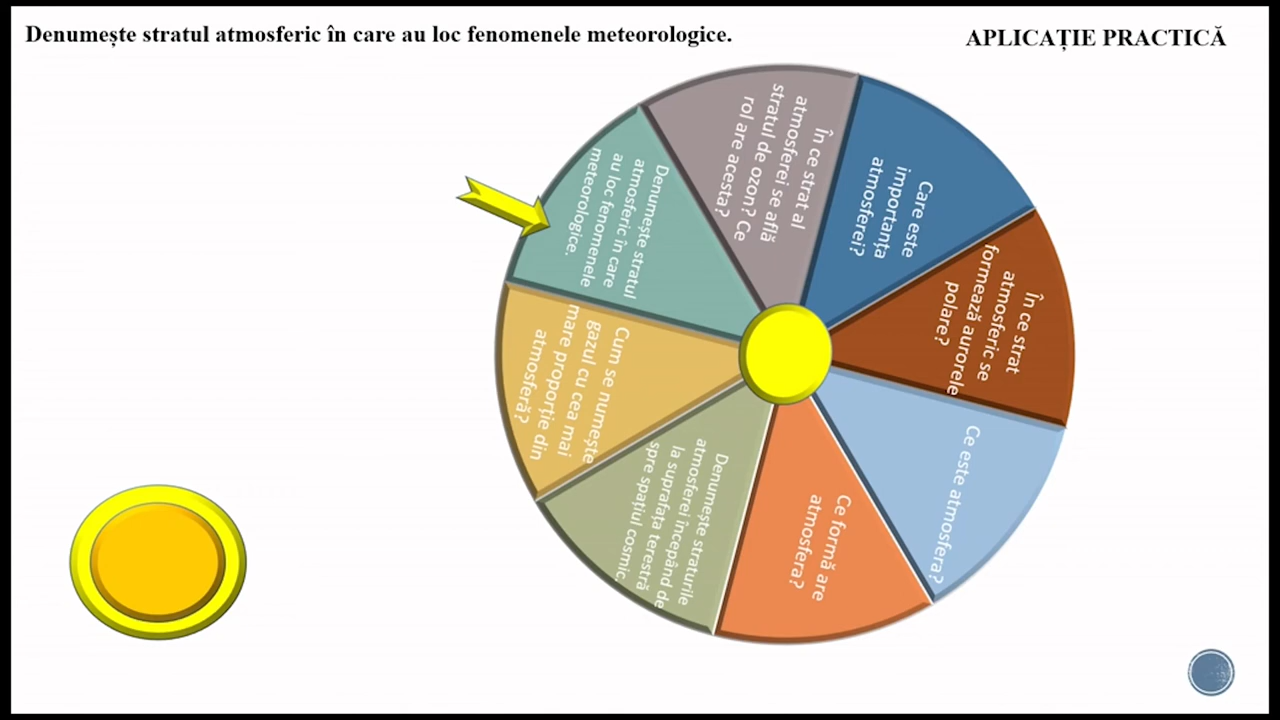 Denumește stratul atmosferic în care au loc fenomenele meteorologice.
APLICAȚIE PRACTICĂ
În ce strat al
atmosferei se află
stratul de ozon? Ce
rol are acesta?
Care este
importanța
atmosferei?
În ce strat
atmosferic se
formează aurorele
polare?
Ce este atmosfera?
Ce formă are
atmosfera?
Denumește straturile
atmosferei începând de
la suprafața terestră
spre spațiul cosmic.
Cum se numește
gazul cu cea mai
mare proporție din
atmosferă?
Denumește stratul
atmosferic în care
au loc fenomenele
meteorologice.